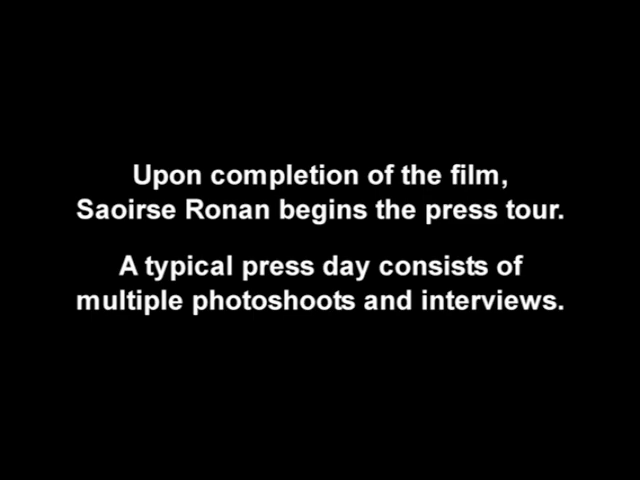 Upon completion of the film,
Saoirse Ronan begins the press tour.
A typical press day consists of
multiple photoshoots and interviews.